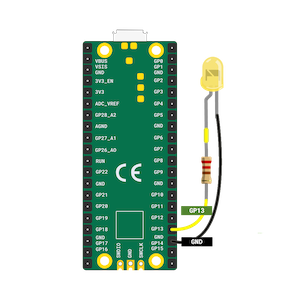 VBUS GP0
VSIS GP1
GND GND
3V3_EN GP2
3V3 GP3
ADC_VREF GP4
GP28_A2 GP5
AGND GND
GP27_A1 GP6
GP26_A0 GP7
RUN GP8
GP22 GP9
GND GND
GP21 GP10
GP20 GP11
GP19 GP12
GP18 GP13
GND GND
GP17 GP14
GP16 GP15
CE
SWDIO GND SWCLK
GP13
GND